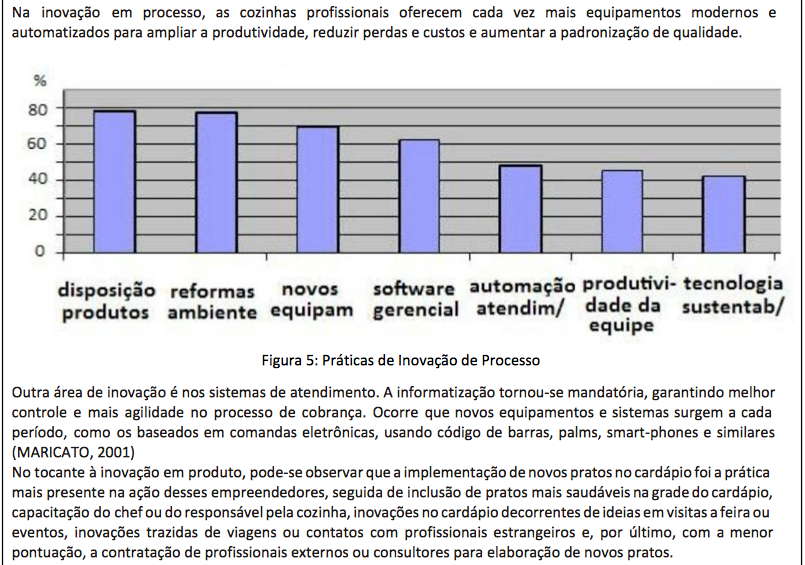 Na inovação em processo, as cozinhas profissionais oferecem cada vez mais equipamentos modernos e
automatizados para ampliar a produtividade, reduzir perdas e custos e aumentar a padronização de qualidade.
%
80
60
40
20
0
disposição produtos
reformas ambiente
novos equipam
software gerencial
automação atendim/
produtivi-dade da equipe
tecnologia sustentab/
Figura 5: Práticas de Inovação de Processo
Outra área de inovação é nos sistemas de atendimento. A informatização tornou-se mandatória, garantindo melhor
controle e mais agilidade no processo de cobrança. Ocorre que novos equipamentos e sistemas surgem a cada
período, como os baseados em comandas eletrônicas, usando código de barras, palms, smart-phones e similares
(MARICATO, 2001)
No tocante à inovação em produto, pode-se observar que a implementação de novos pratos no cardápio foi a prática
mais presente na ação desses empreendedores, seguida de inclusão de pratos mais saudáveis na grade do cardápio,
capacitação do chef ou do responsável pela cozinha, inovações no cardápio decorrentes de ideias em visitas a feira ou
eventos, inovações trazidas de viagens ou contatos com profissionais estrangeiros e, por último, com a menor
pontuação, a contratação de profissionais externos ou consultores para elaboração de novos pratos.